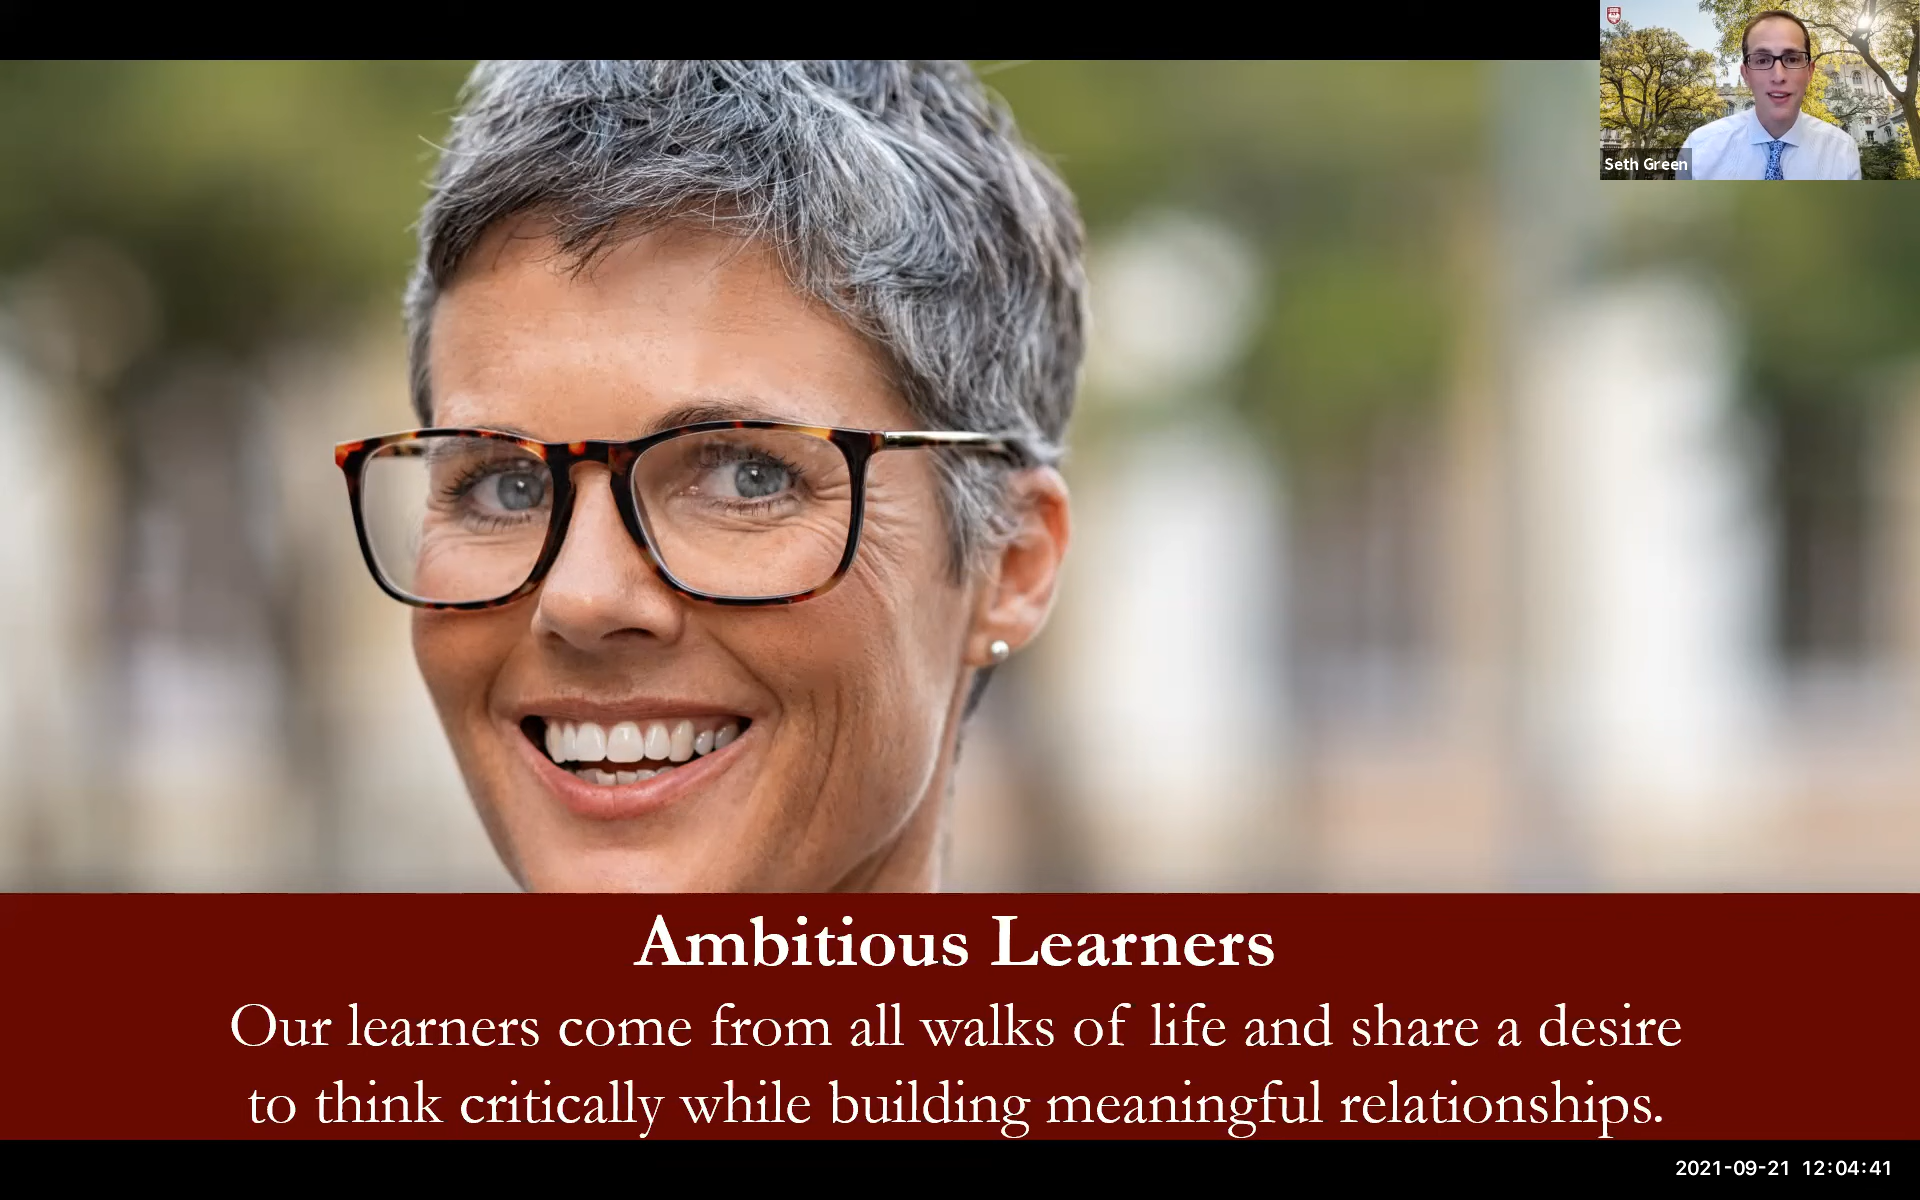 Seth Green
Ambitious Learners
Our learners come from all walks of life and share a desire
to think critically while building meaningful relationships.
2021-09-21 12:04:41